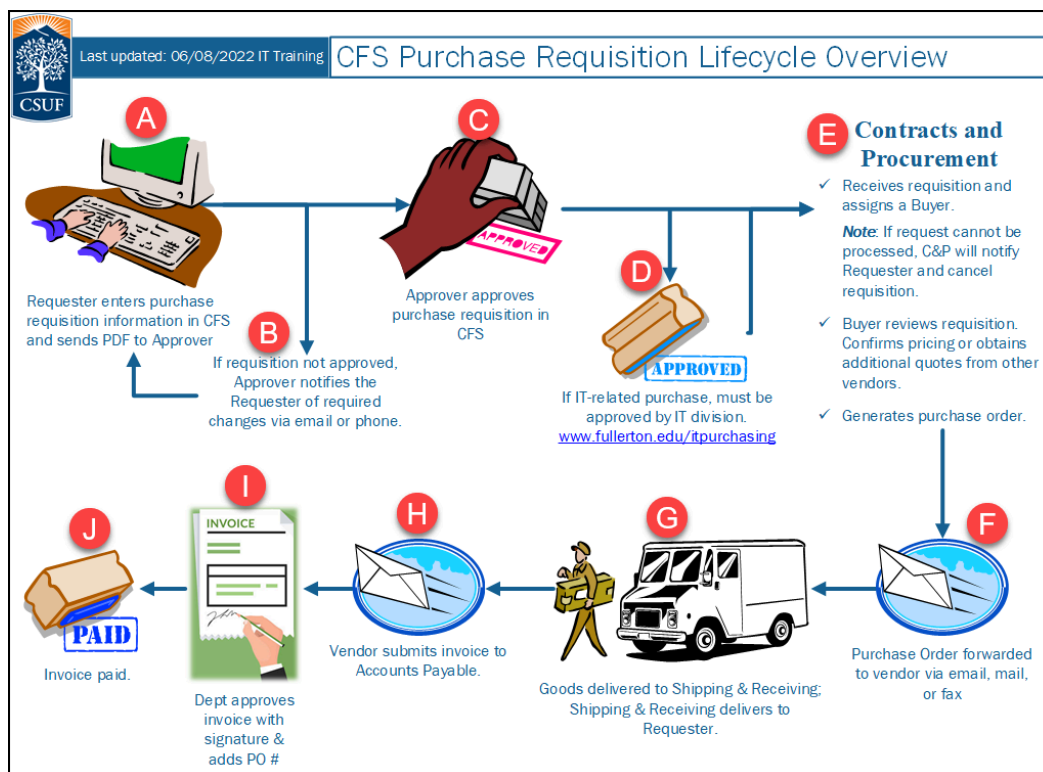 CSUF
Last updated: 06/08/2022 IT Training
CFS Purchase Requisition Lifecycle Overview
A
Requester enters purchase
requisition information in CFS
and sends PDF to Approver
B
If requisition not approved,
Approver notifies the
Requester of required
changes via email or phone.
C
APPROVED
Approver approves
purchase requisition in
CFS
D
APPROVED
If IT-related purchase, must be
approved by IT division.
www.fullerton.edu/itpurchasing
E
Contracts and
Procurement
✓ Receives requisition and
assigns a Buyer.
Note: If request cannot be
processed, C&P will notify
Requester and cancel
requisition.
✓ Buyer reviews requisition.
Confirms pricing or obtains
additional quotes from other
vendors.
✓ Generates purchase order.
F
Purchase Order forwarded
to vendor via email, mail,
or fax
G
Goods delivered to Shipping & Receiving;
Shipping & Receiving delivers to
Requester.
H
Vendor submits invoice to
Accounts Payable.
I
INVOICE
Dept approves
invoice with
signature &
adds PO #
J
PAID
Invoice paid.